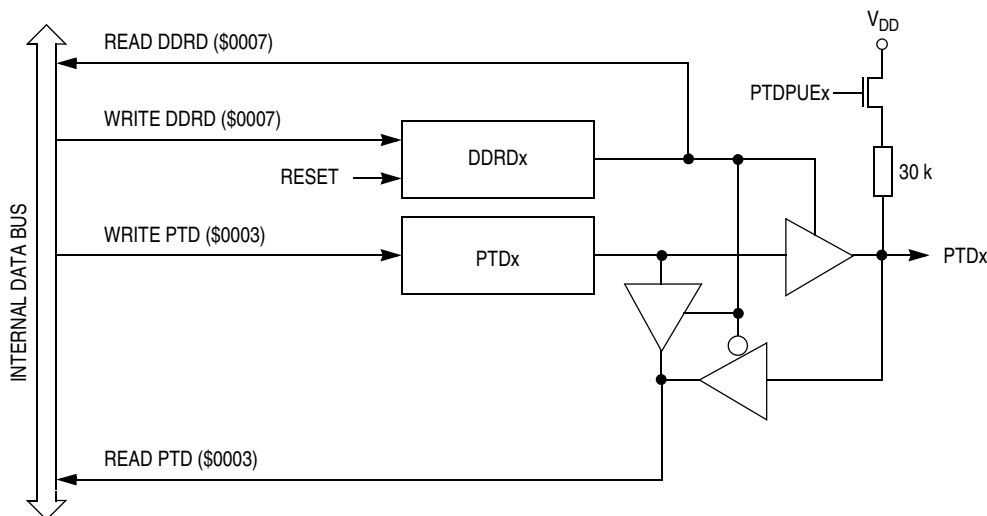 V_DD
READ DDRD ($0007)
PTDPUEx
WRITE DDRD ($0007)
DDRDx
30 k
RESET
INTERNAL DATA BUS
WRITE PTD ($0003)
PTDx
PTDx
READ PTD ($0003)